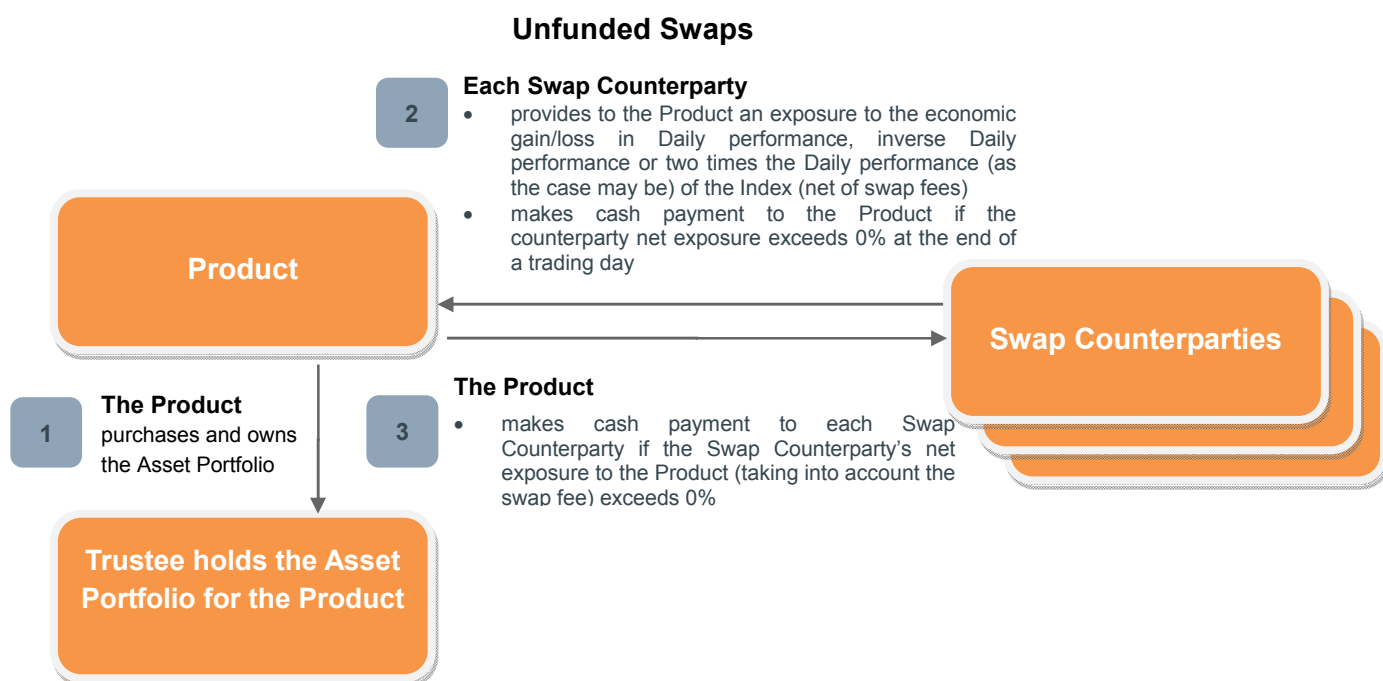 Unfunded Swaps
2
Each Swap Counterparty
• provides to the Product an exposure to the economic
gain/loss in Daily performance, inverse Daily
performance or two times the Daily performance (as
the case may be) of the Index (net of swap fees)
• makes cash payment to the Product if the
counterparty net exposure exceeds 0% at the end of
a trading day
Product
Swap Counterparties
1
The Product
purchases and owns
the Asset Portfolio
3
The Product
• makes cash payment to each Swap
Counterparty if the Swap Counterparty's net
exposure to the Product (taking into account the
swap fee) exceeds 0%
Trustee holds the Asset
Portfolio for the Product